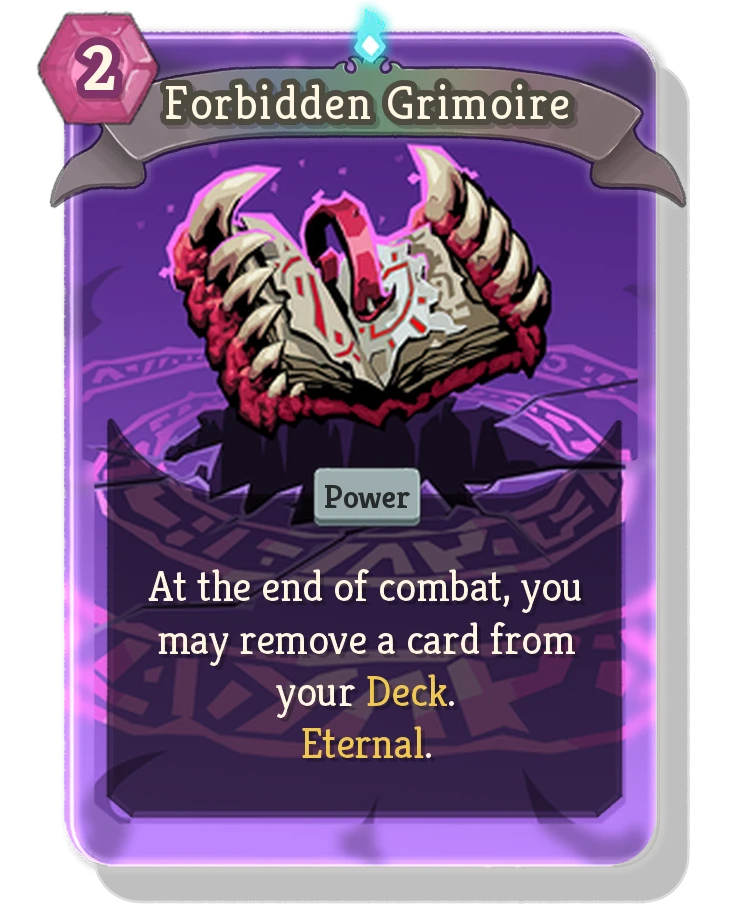 2
Forbidden Grimoire
Power
At the end of combat, you
may remove a card from
your Deck.
Eternal.